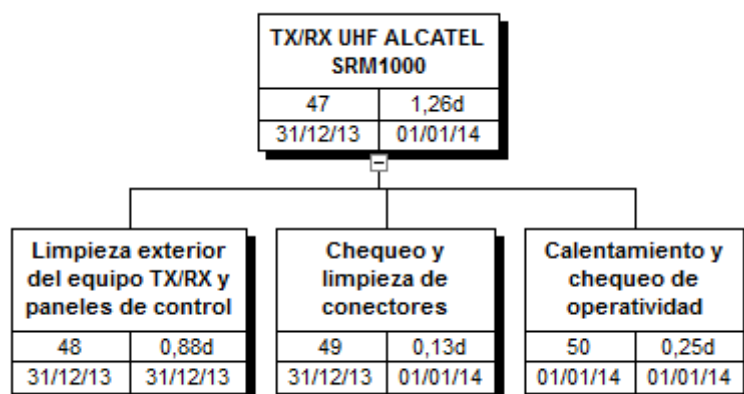 TX/RX UHF ALCATEL
SRM1000
47 1,26d
31/12/13 01/01/14
Limpieza exterior
del equipo TX/RX y
paneles de control
48 0,88d
31/12/13 31/12/13
Chequeo y
limpieza de
conectores
49 0,13d
31/12/13 01/01/14
Calentamiento y
chequeo de
operatividad
50 0,25d
01/01/14 01/01/14